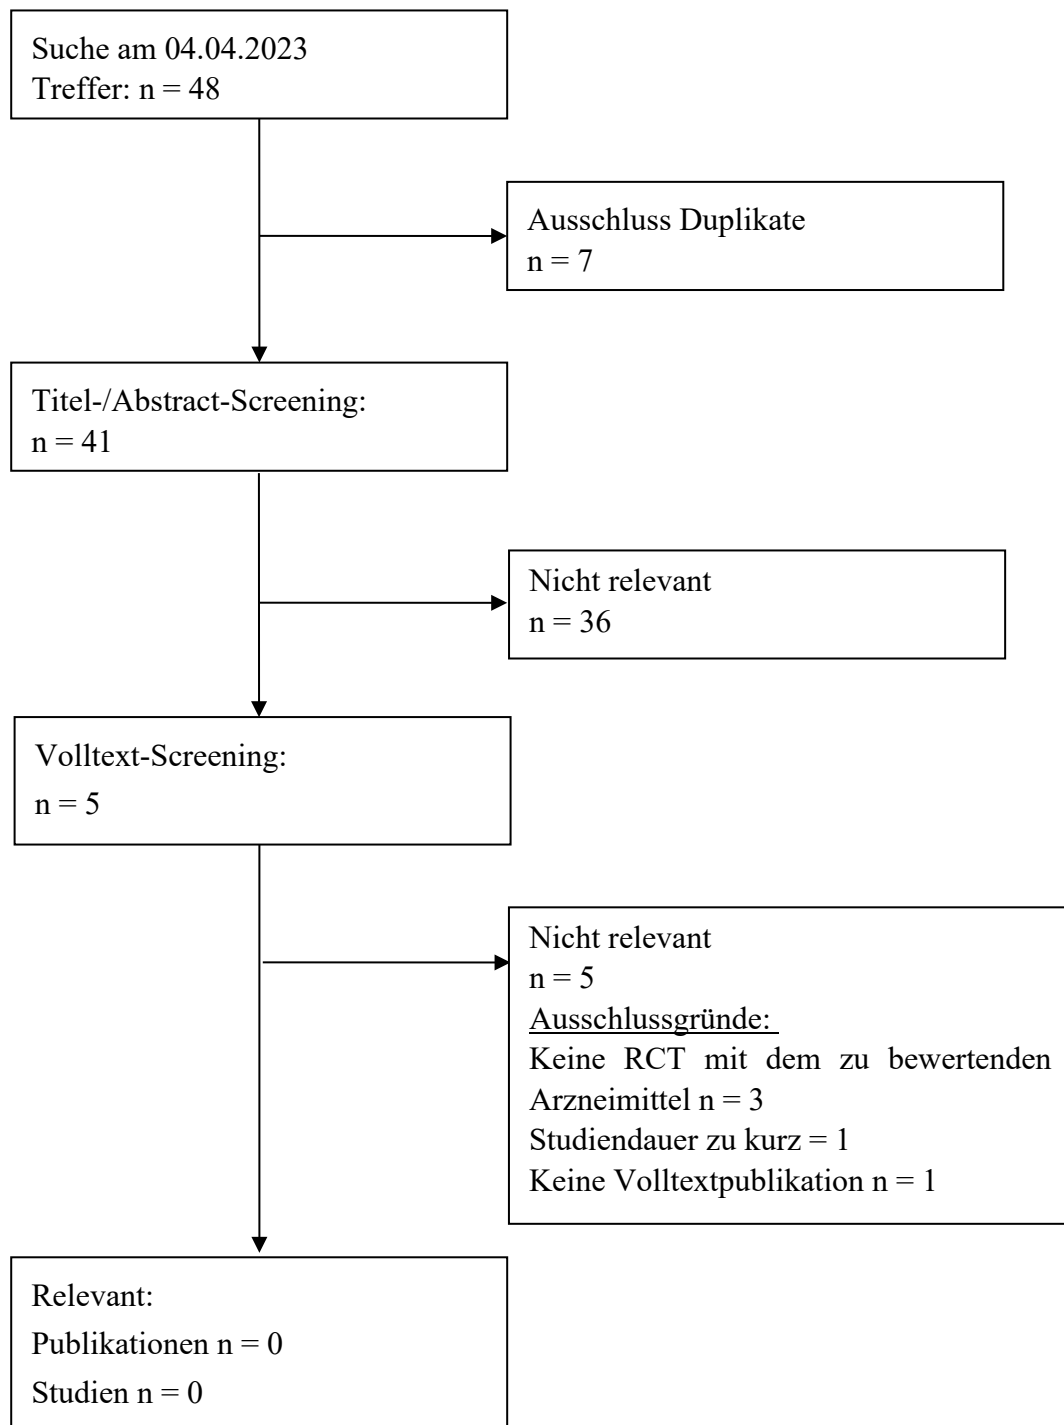 Suche am 04.04.2023
Treffer: n = 48
Ausschluss Duplikate
n = 7
Titel-/Abstract-Screening:
n = 41
Nicht relevant
n = 36
Volltext-Screening:
n = 5
Nicht relevant
n = 5
Ausschlussgründe:
Keine RCT mit dem zu bewertenden
Arzneimittel n = 3
Studiendauer zu kurz = 1
Keine Volltextpublikation n = 1
Relevant:
Publikationen n = 0
Studien n = 0